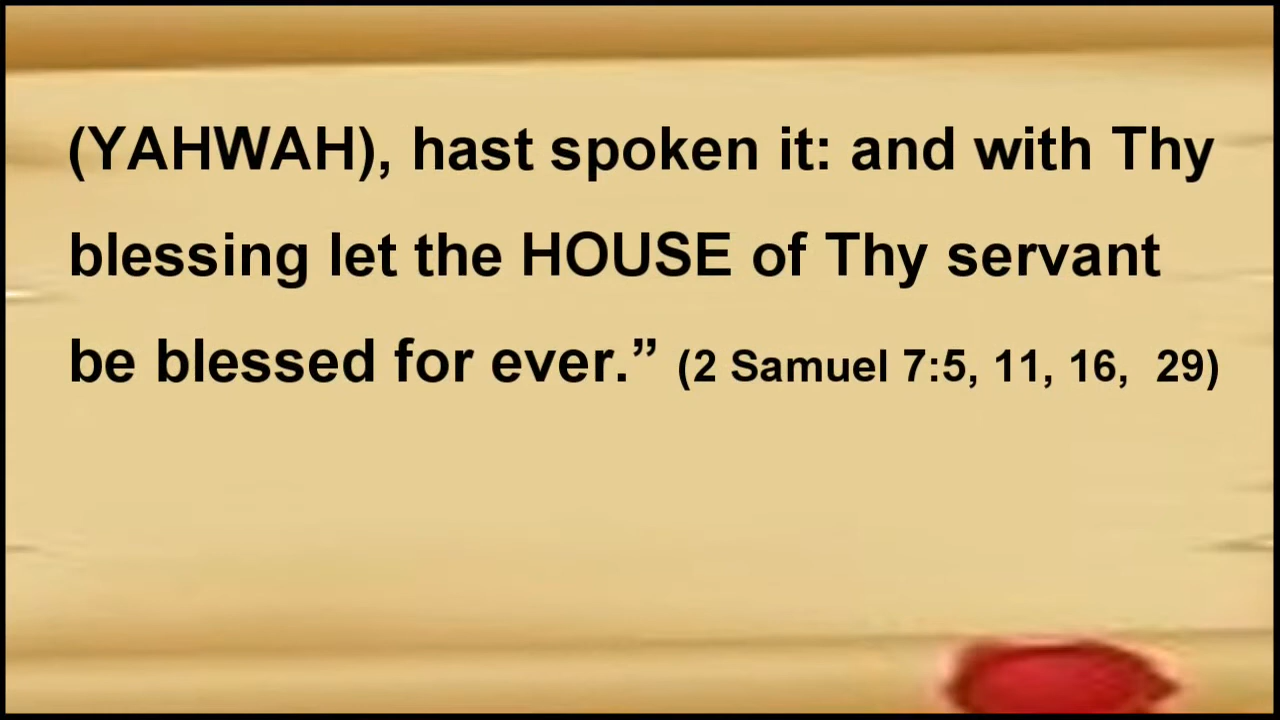 (YAHWAH), hast spoken it: and with Thy
blessing let the HOUSE of Thy servant
be blessed for ever.” (2 Samuel 7:5, 11, 16,  29)